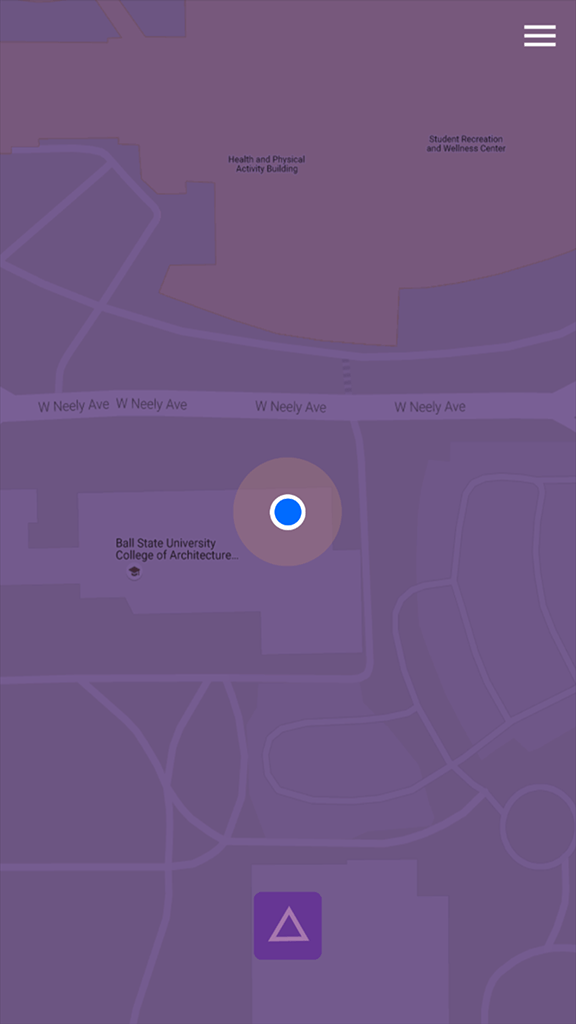 Student Recreation
and Wellness Center
Health and Physical
Activity Building
W Neely Ave
W Neely Ave
W Neely Ave
W Neely Ave
Ball State University
College of Architecture...